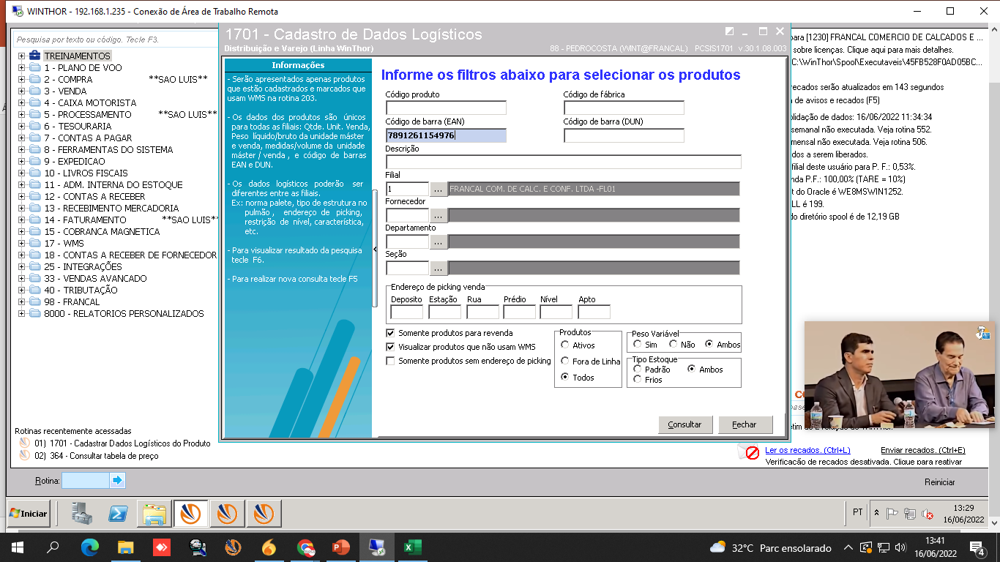 WINTHOR - 192.168.1.235 - Conexão de Área de Trabalho Remota
Pesquisa por texto ou código. Tecle F3.
TREINAMENTOS
1 - PLANO DE VOO
2 - COMPRA **SAO LUIS**
3 - VENDA
4 - CAIXA MOTORISTA
5 - PROCESSAMENTO **SAO LUIS*
6 - TESOURARIA
7 - CONTAS A PAGAR
8 - FERRAMENTAS DO SISTEMA
9 - EXPEDICAO
10 - LIVROS FISCAIS
11 - ADM. INTERNA DO ESTOQUE
12 - CONTAS A RECEBER
13 - RECEBIMENTO MERCADORIA
14 - FATURAMENTO **SAO LUIS*
15 - COBRANCA MAGNETICA
17 - WMS
18 - CONTAS A RECEBER DE FORNECEDOR
25 - INTEGRAÇÕES
33 - VENDAS AVANCADO
40 - TRIBUTAÇÃO
98 - FRANCAL
8000 - RELATORIOS PERSONALIZADOS
Rotinas recentemente acessadas
01) 1701 - Cadastrar Dados Logísticos do Produto
02) 364 - Consultar tabela de preço
Rotina:
1701 - Cadastro de Dados Logísticos
Distribuição e Varejo (Linha WinThor)
88 - PEDROCOSTA (WINT@FRANCAL) PCSIS1701 v.30.1.08.003
Informações
- Serão apresentados apenas produtos
que estão cadastrados e marcados que
usam WMS na rotina 203.
- Os dados dos produtos são únicos
para todas as filiais: Qtde. Unit. Venda,
Peso líquido/bruto da unidade máster
e venda, medidas/volume da unidade
máster / venda , e código de barras
EAN e DUN.
- Os dados logísticos poderão ser
diferentes entre as filiais.
Ex: norma palete, tipo de estrutura no
pulmão , endereço de picking,
restrição de nível, característica,
etc.
- Para visualizar resultado da pesquisa
tecle F6.
- Para realizar nova consulta tecle F5
Informe os filtros abaixo para selecionar os produtos
Código produto
Código de fábrica
Código de barra (EAN)
Código de barra (DUN)
7891261154976
Descrição
Filial
1 ... FRANCAL COM. DE CALC. E CONF. LTDA -FL01
Fornecedor
...
Departamento
...
Seção
...
Endereço de picking venda
Deposito Estação Rua Prédio Nível Apto
Somente produtos para revenda
Visualizar produtos que não usam WMS
Somente produtos sem endereço de picking
Produtos
Ativos
Fora de Linha
Todos
Peso Variável
Sim Não Ambos
Tipo Estoque
Padrão Ambos
Frios
Consultar Fechar
para [1230] FRANCAL COMERCIO DE CALCADOS E ...
sobre licenças. Clique aqui para mais detalhes.
C:\WinThor\Spool\Executaveis\45FB528F0AD05BC...
recados serão atualizados em 143 segundos
a de avisos e recados (F5)
olidação de dados: 16/06/2022 11:34:34
semanal não executada. Veja rotina 552.
mensal não executada. Veja rotina 506.
dos a serem liberados.
filial deste usuário para P. F.: 0,53%.
nda P.F.: 100,00% (TARE = 10%)
t do Oracle é WE8MSWIN1252.
LL é 199.
do diretório spool é de 12,19 GB
Ler os recados. (Ctrl+L) Enviar recados. (Ctrl+E)
Verificação de recados desativada. Clique para reativar
Reiniciar
Iniciar
PT
13:29
16/06/2022
32°C Parc ensolarado
13:41
16/06/2022
4